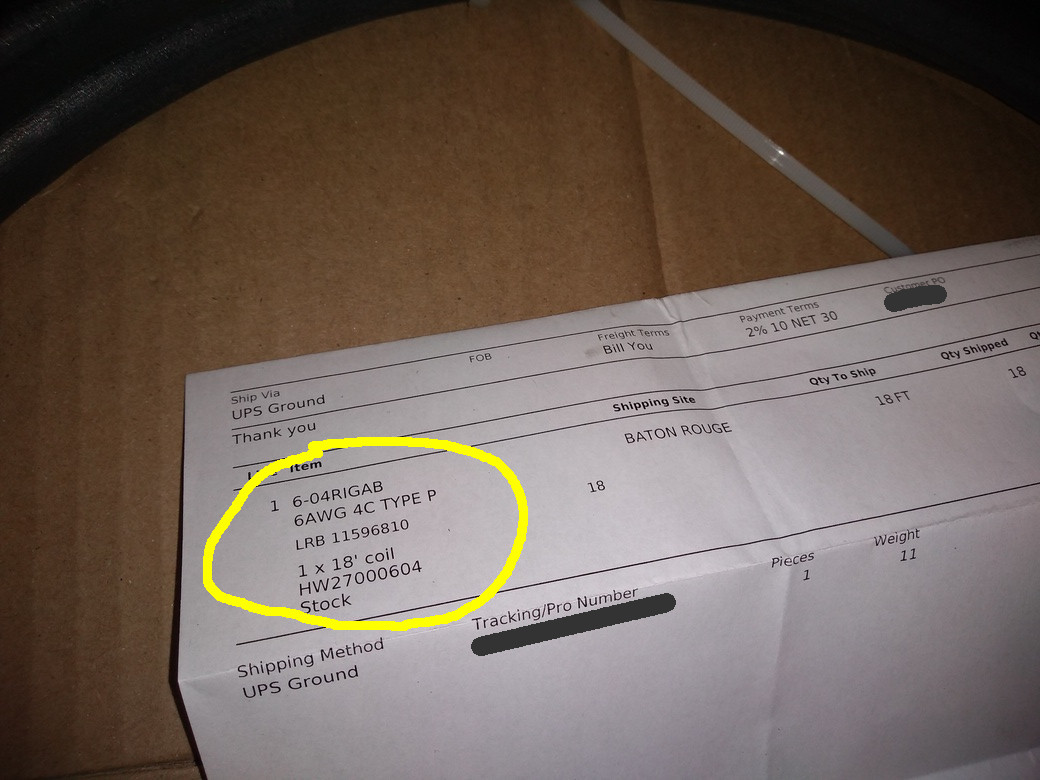 Ship Via FOB Freight Terms Payment Terms Customer PO
UPS Ground Bill You 2% 10 NET 30
Thank you
Item Shipping Site Qty To Ship Qty Shipped
1 6-04RIGAB BATON ROUGE 18 FT 18
6AWG 4C TYPE P 18
LRB 11596810
1 x 18' coil
HW27000604
Stock
Shipping Method Tracking/Pro Number Pieces Weight
UPS Ground 1 11